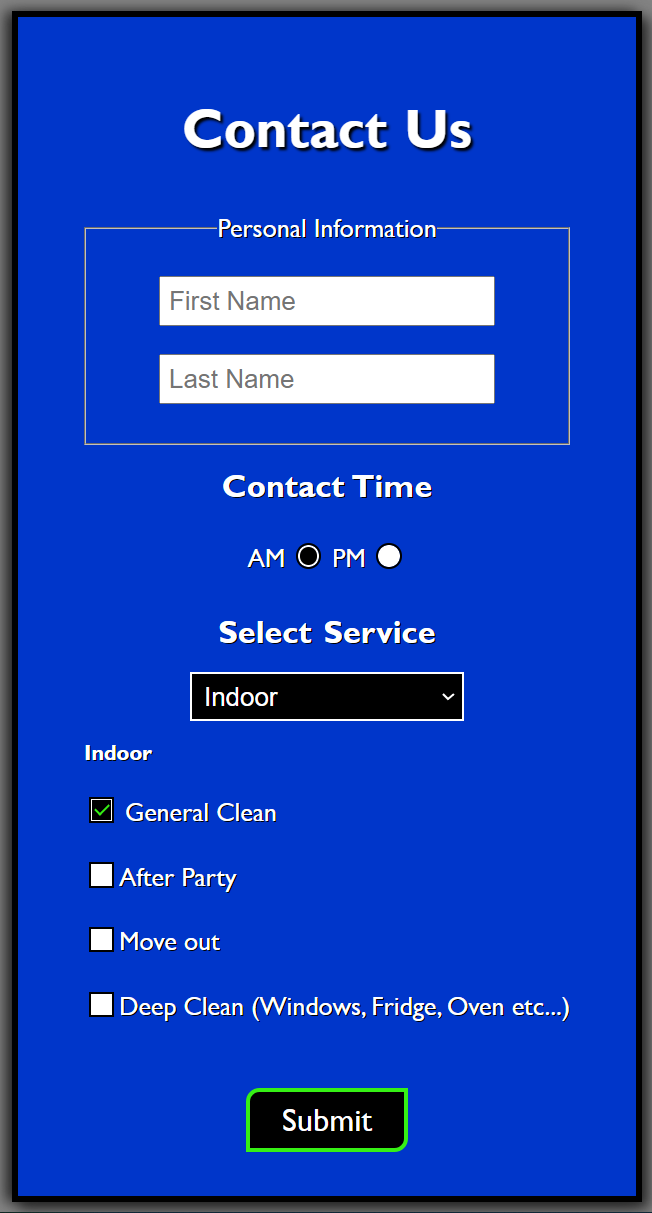 Contact Us
Personal Information
First Name
Last Name
Contact Time
AM PM
Select Service
Indoor
Indoor
General Clean
After Party
Move out
Deep Clean (Windows, Fridge, Oven etc...)
Submit